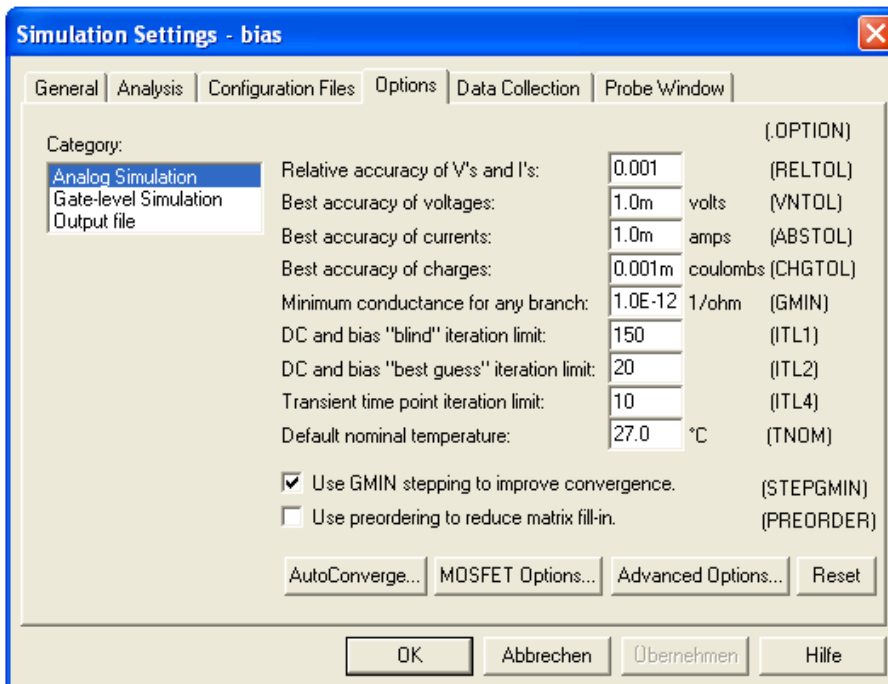 Simulation Settings - bias
General Analysis Configuration Files Options Data Collection Probe Window
(.OPTION)
Category:
Analog Simulation
Gate-level Simulation
Output file
Relative accuracy of V's and I's: 0.001 (RELTOL)
Best accuracy of voltages: 1.0m volts (VNTOL)
Best accuracy of currents: 1.0m amps (ABSTOL)
Best accuracy of charges: 0.001m coulombs (CHGTOL)
Minimum conductance for any branch: 1.0E-12 1/ohm (GMIN)
DC and bias "blind" iteration limit: 150 (ITL1)
DC and bias "best guess" iteration limit: 20 (ITL2)
Transient time point iteration limit: 10 (ITL4)
Default nominal temperature: 27.0 °C (TNOM)
Use GMIN stepping to improve convergence. (STEPGMIN)
Use preordering to reduce matrix fill-in. (PREORDER)
AutoConverge... MOSFET Options... Advanced Options... Reset
OK Abbrechen Übernehmen Hilfe